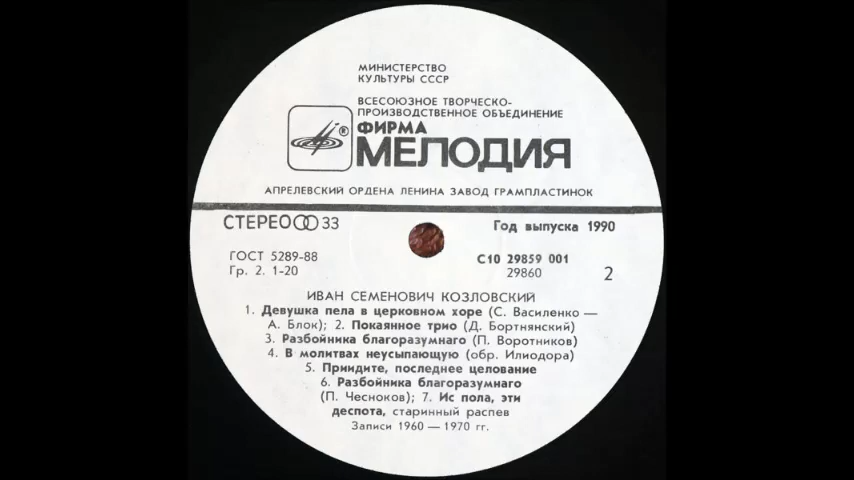 МИНИСТЕРСТВО
КУЛЬТУРЫ СССР
ВСЕСОЮЗНОЕ ТВОРЧЕСКО-
ПРОИЗВОДСТВЕННОЕ ОБЪЕДИНЕНИЕ
ФИРМА
® МЕЛОДИЯ
АПРЕЛЕВСКИЙ ОРДЕНА ЛЕНИНА ЗАВОД ГРАМПЛАСТИНОК
СТЕРЕО 33 Год выпуска 1990
ГОСТ 5289-88 С10 29859 001
Гр. 2. 1-20 29860 2
ИВАН СЕМЕНОВИЧ КОЗЛОВСКИЙ
1. Девушка пела в церковном хоре (С. Василенко —
А. Блок); 2. Покаянное трио (Д. Бортнянский)
3. Разбойника благоразумнаго (П. Воротников)
4. В молитвах неусыпающую (обр. Илиодора)
5. Приидите, последнее целование
6. Разбойника благоразумнаго
(П. Чесноков); 7. Ис пола, эти
деспота, старинный распев
Записи 1960 — 1970 гг.